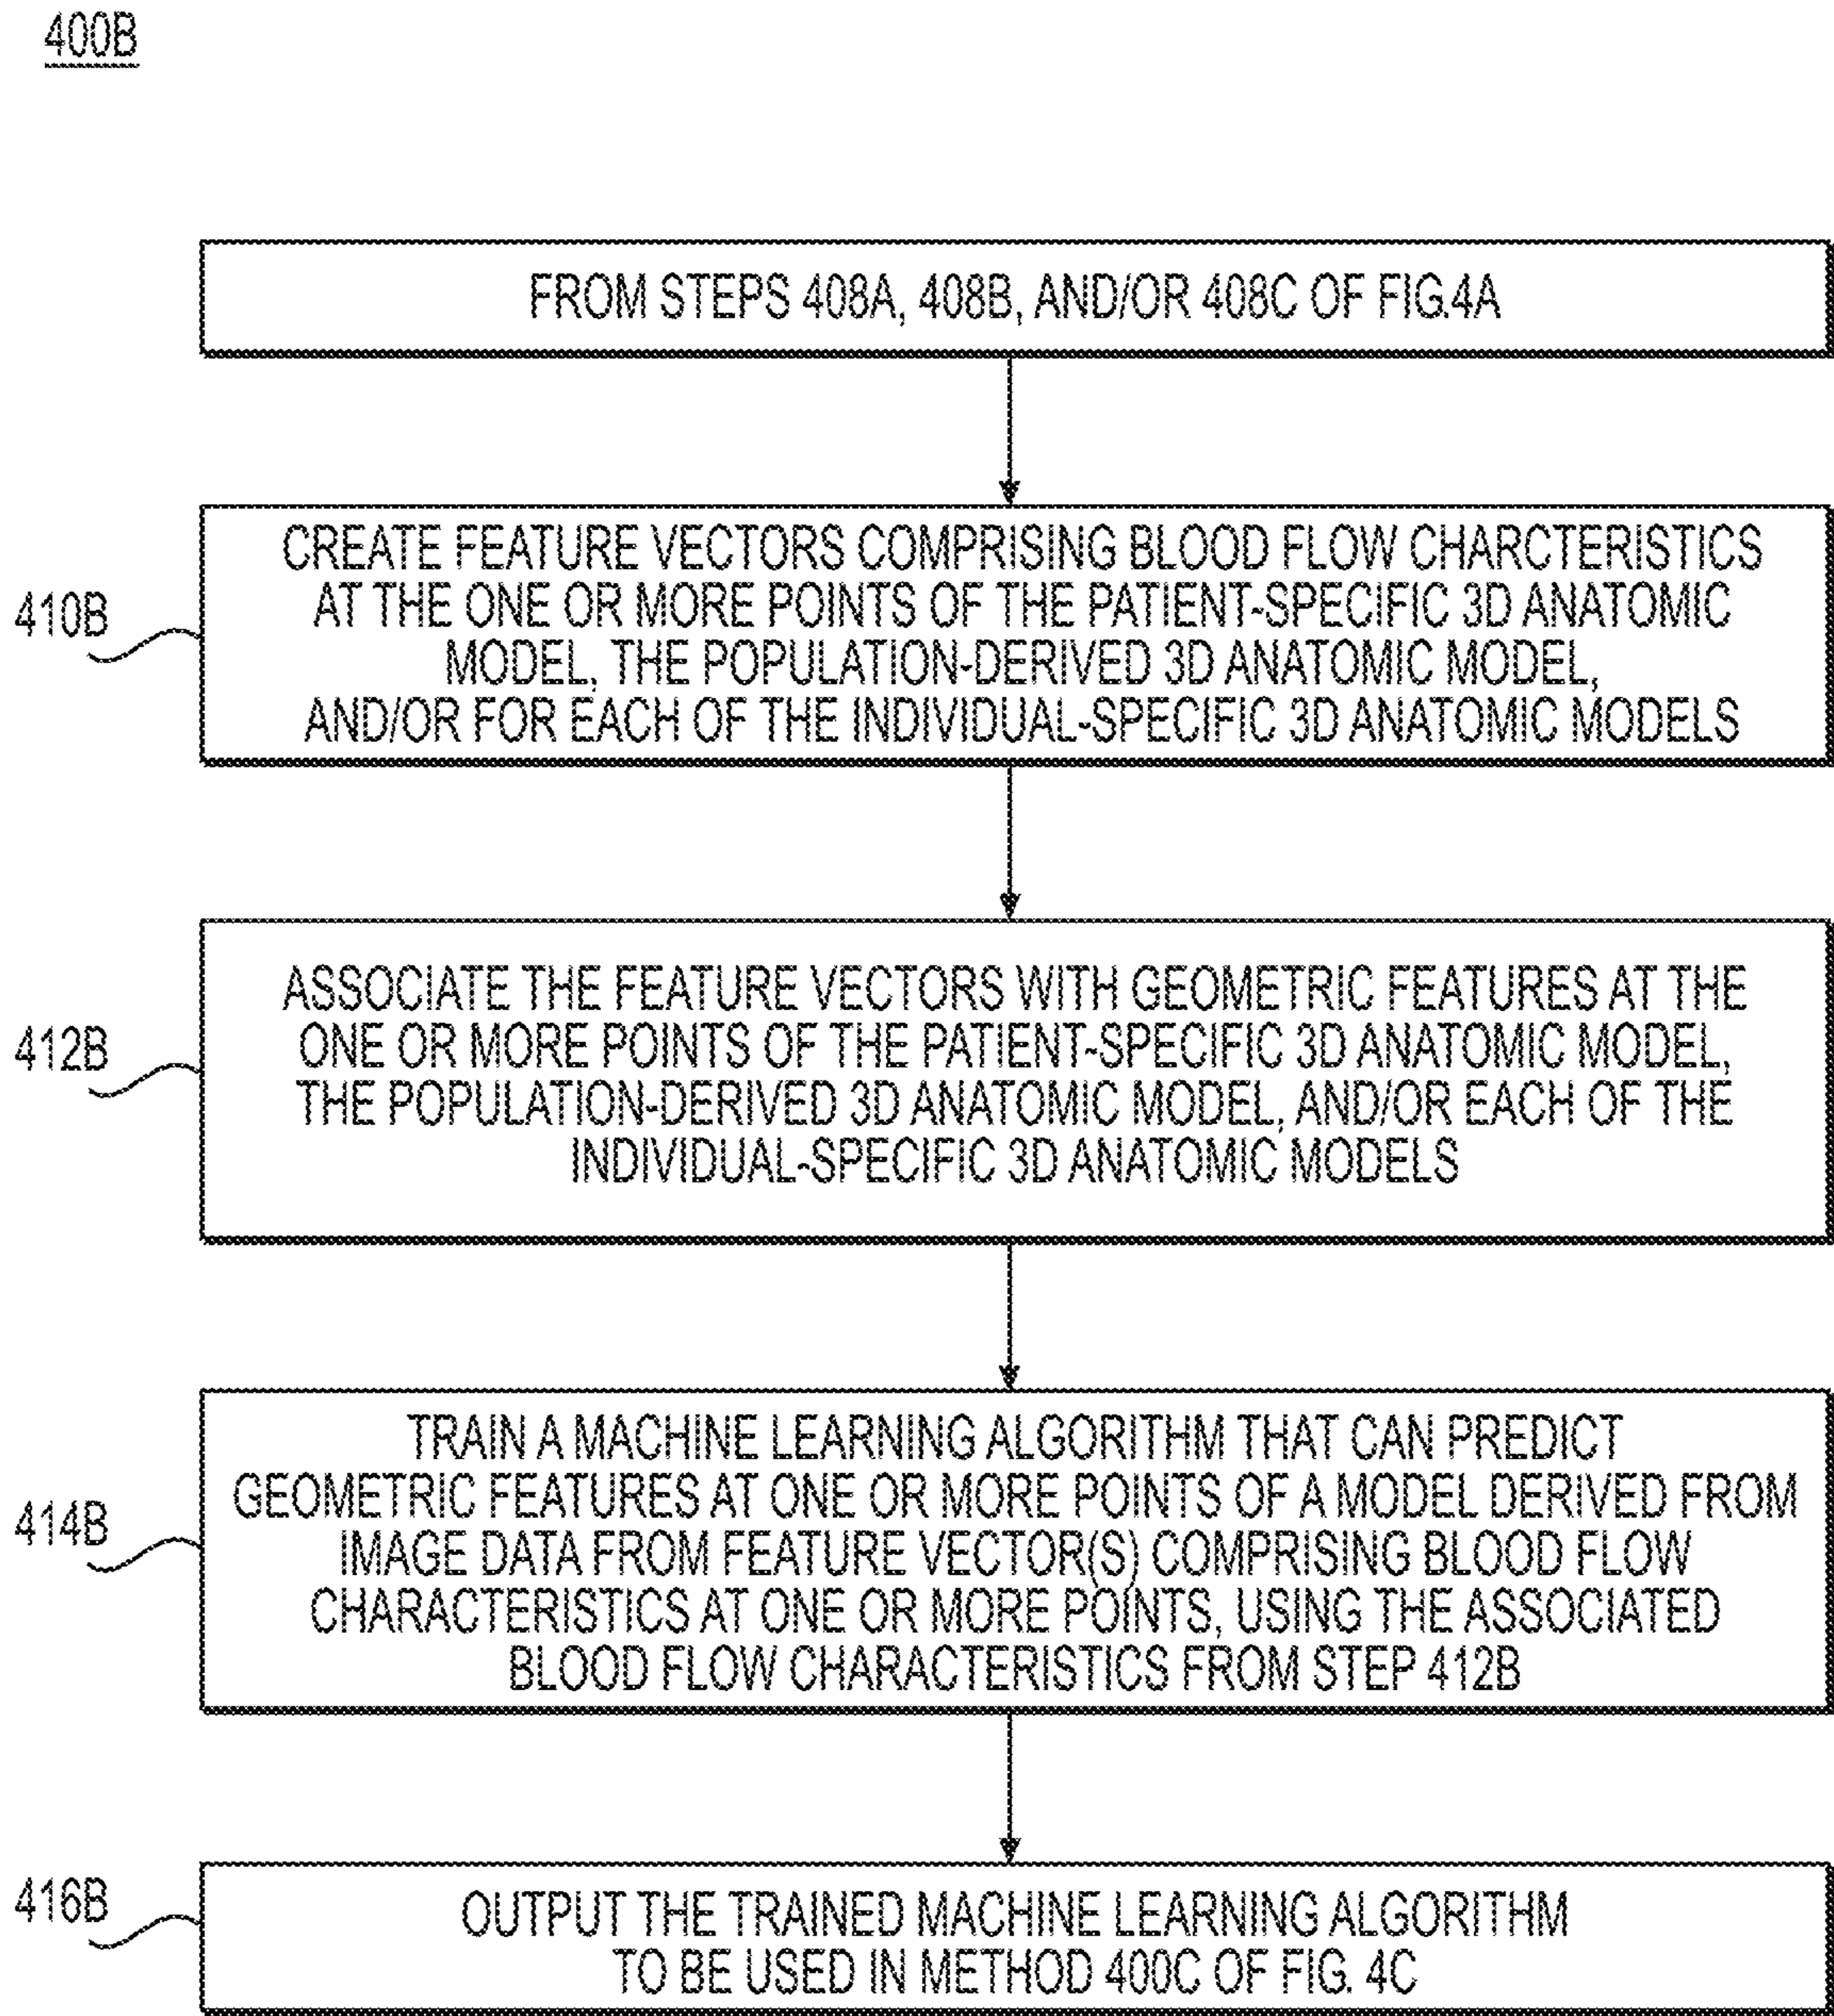 400B
FROM STEPS 408A, 408B, AND/OR 408C OF FIG.4A
410B
CREATE FEATURE VECTORS COMPRISING BLOOD FLOW CHARCTERISTICS
AT THE ONE OR MORE POINTS OF THE PATIENT-SPECIFIC 3D ANATOMIC
MODEL, THE POPULATION-DERIVED 3D ANATOMIC MODEL,
AND/OR FOR EACH OF THE INDIVIDUAL-SPECIFIC 3D ANATOMIC MODELS
412B
ASSOCIATE THE FEATURE VECTORS WITH GEOMETRIC FEATURES AT THE
ONE OR MORE POINTS OF THE PATIENT-SPECIFIC 3D ANATOMIC MODEL,
THE POPULATION-DERIVED 3D ANATOMIC MODEL, AND/OR EACH OF THE
INDIVIDUAL-SPECIFIC 3D ANATOMIC MODELS
414B
TRAIN A MACHINE LEARNING ALGORITHM THAT CAN PREDICT
GEOMETRIC FEATURES AT ONE OR MORE POINTS OF A MODEL DERIVED FROM
IMAGE DATA FROM FEATURE VECTOR(S) COMPRISING BLOOD FLOW
CHARACTERISTICS AT ONE OR MORE POINTS, USING THE ASSOCIATED
BLOOD FLOW CHARACTERISTICS FROM STEP 412B
416B
OUTPUT THE TRAINED MACHINE LEARNING ALGORITHM
TO BE USED IN METHOD 400C OF FIG. 4C